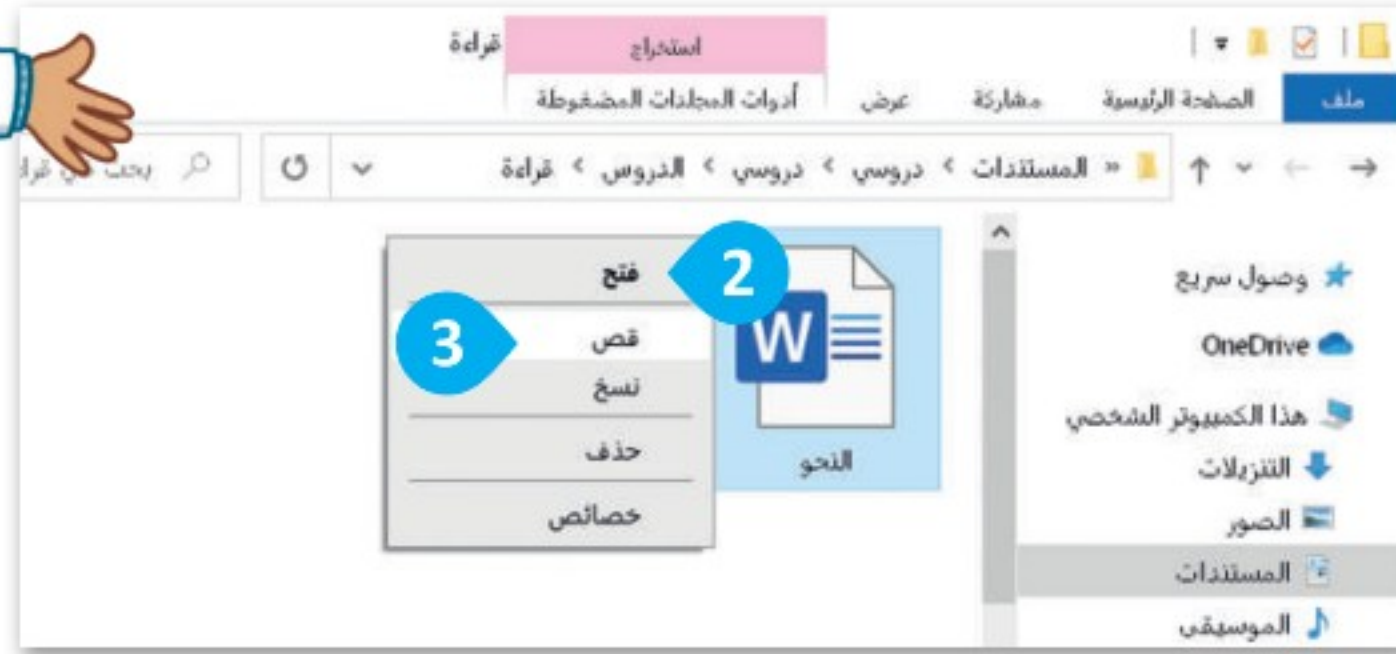 استخراج
قراءة
ملف
الصفحة الرئيسية
مشاركة
عرض
أدوات المجلدات المضغوطة
« المستندات › دروسي › دروسي › الدروس › قراءة
وصول سريع
OneDrive
هذا الكمبيوتر الشخصي
التنزيلات
الصور
المستندات
الموسيقى
W
النحو
2
فتح
3
قص
نسخ
حذف
خصائص